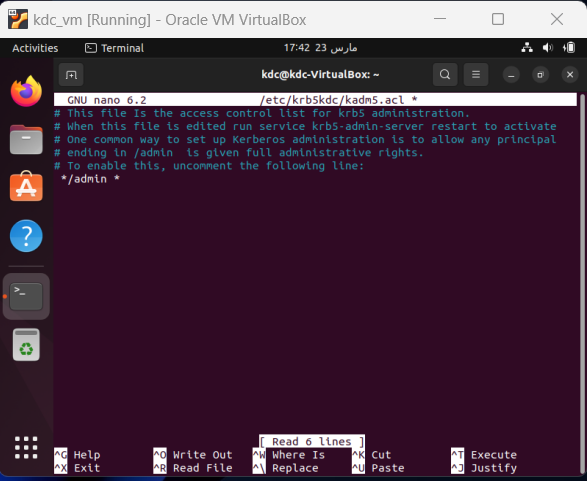 kdc_vm [Running] - Oracle VM VirtualBox
Activities Terminal 17:42 23 مارس
kdc@kdc-VirtualBox: ~
GNU nano 6.2 /etc/krb5kdc/kadm5.acl *
# This file Is the access control list for krb5 administration.
# When this file is edited run service krb5-admin-server restart to activate
# One common way to set up Kerberos administration is to allow any principal
# ending in /admin  is given full administrative rights.
# To enable this, uncomment the following line:
*/admin *
[ Read 6 lines ]
^G Help ^O Write Out ^W Where Is ^K Cut ^T Execute
^X Exit ^R Read File ^\ Replace ^U Paste ^J Justify